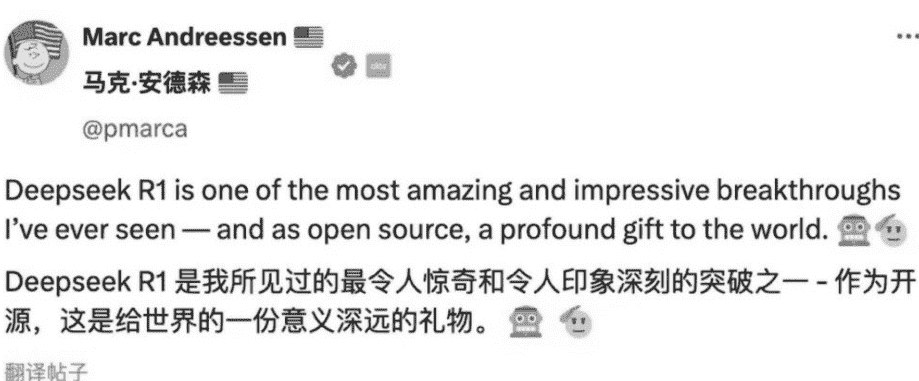 Marc Andreessen 🇺🇸
马克·安德森 🇺🇸
@pmarca
Deepseek R1 is one of the most amazing and impressive breakthroughs
I’ve ever seen — and as open source, a profound gift to the world. 🤖🫡
Deepseek R1 是我所见过的最令人惊奇和令人印象深刻的突破之一 - 作为开
源，这是给世界的一份意义深远的礼物。 🤖 🫡
翻译帖子